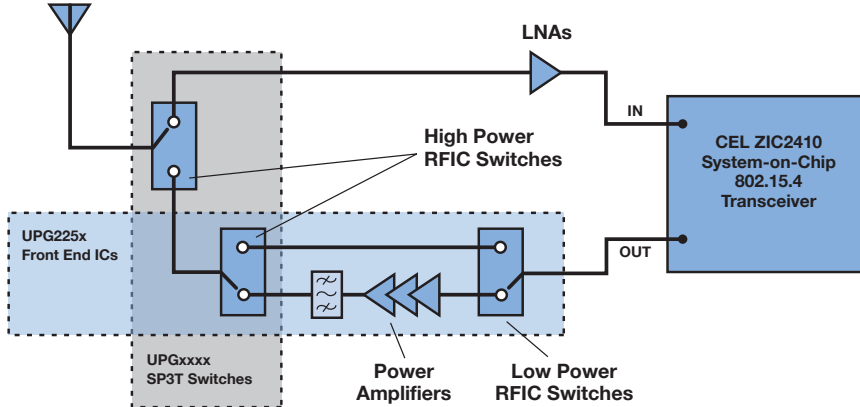 LNAs
IN
CEL ZIC2410
System-on-Chip
802.15.4
Transceiver
High Power
RFIC Switches
UPG225x
Front End ICs
OUT
UPGxxxx
SP3T Switches
Power
Amplifiers
Low Power
RFIC Switches